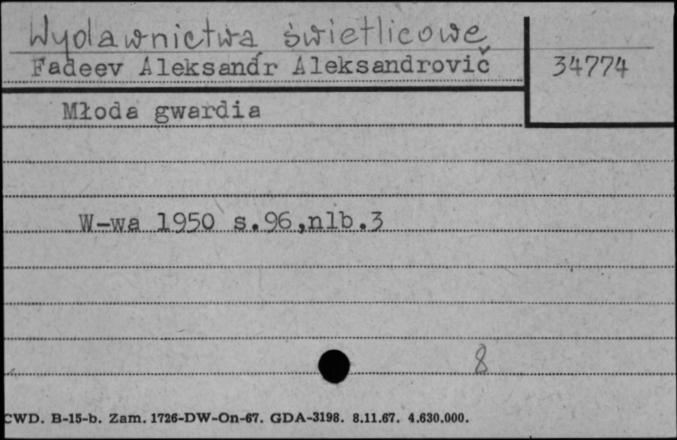 Wydawnictwa świetlicowe
Fadeev Aleksandr Aleksandrovič
34774
Młoda gwardia
W-wa 1950 s.96,nlb.3
8
CWD. B-15-b. Zam. 1726-DW-On-67. GDA-3198. 8.11.67. 4.630.000.